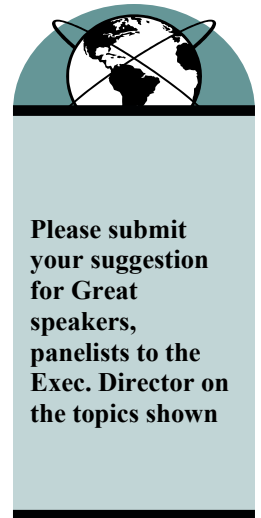 Please submit
your suggestion
for Great
speakers,
panelists to the
Exec. Director on
the topics shown